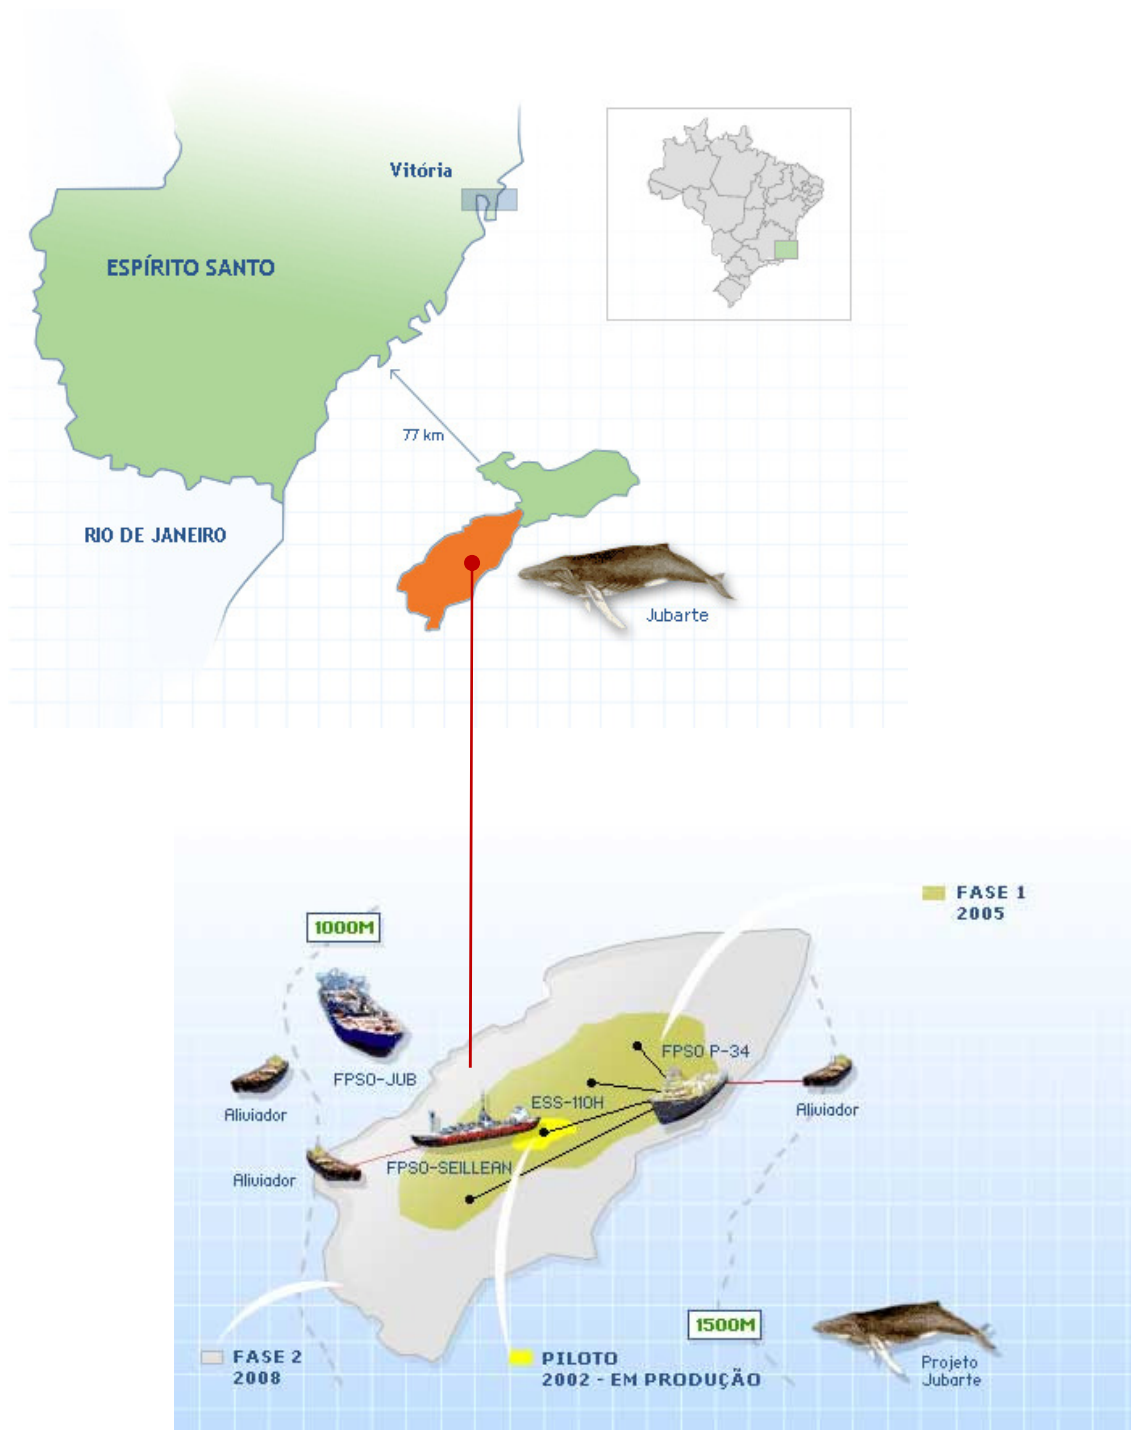 Vitória
ESPÍRITO SANTO
77 km
RIO DE JANEIRO
Jubarte
FASE 1
2005
1000M
FPSO P-34
FPSO-JUB
ESS-110H
Aliviador
Aliviador
FPSO-SEILLEAN
Aliviador
1500M
FASE 2
2008
PILOTO
2002 - EM PRODUÇÃO
Projeto
Jubarte